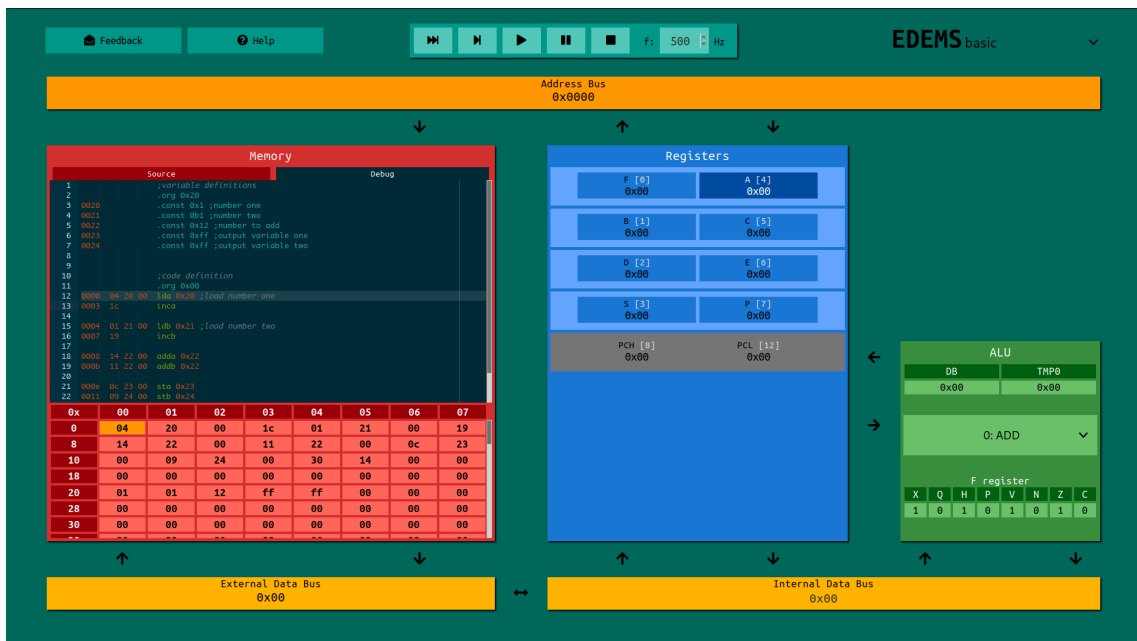 Feedback
Help
f: 500 Hz
EDEMS basic
Address Bus
0x0000
Memory
Source Debug
1 ;variable definitions
2 .org 0x20
3 0020 .const 0x1 ;number one
4 0021 .const 0b1 ;number two
5 0022 .const 0x12 ;number to add
6 0023 .const 0xff ;output variable one
7 0024 .const 0xff ;output variable two
8
9
10 ;code definition
11 .org 0x00
12 0000 04 20 00 lda 0x20 ;load number one
13 0003 1c inca
14
15 0004 01 21 00 ldb 0x21 ;load number two
16 0007 19 incb
17
18 0008 14 22 00 adda 0x22
19 000b 11 22 00 addb 0x22
20
21 000e 0c 23 00 sta 0x23
22 0011 09 24 00 stb 0x24
0x 00 01 02 03 04 05 06 07
0 04 20 00 1c 01 21 00 19
8 14 22 00 11 22 00 0c 23
10 00 09 24 00 30 14 00 00
18 00 00 00 00 00 00 00 00
20 01 01 12 ff ff 00 00 00
28 00 00 00 00 00 00 00 00
30 00 00 00 00 00 00 00 00
Registers
F [0] A [4]
0x00 0x00
B [1] C [5]
0x00 0x00
D [2] E [6]
0x00 0x00
S [3] P [7]
0x00 0x00
PCH [8] PCL [12]
0x00 0x00
ALU
DB TMP0
0x00 0x00
0: ADD
F register
X Q H P V N Z C
1 0 1 0 1 0 1 0
External Data Bus
0x00
Internal Data Bus
0x00